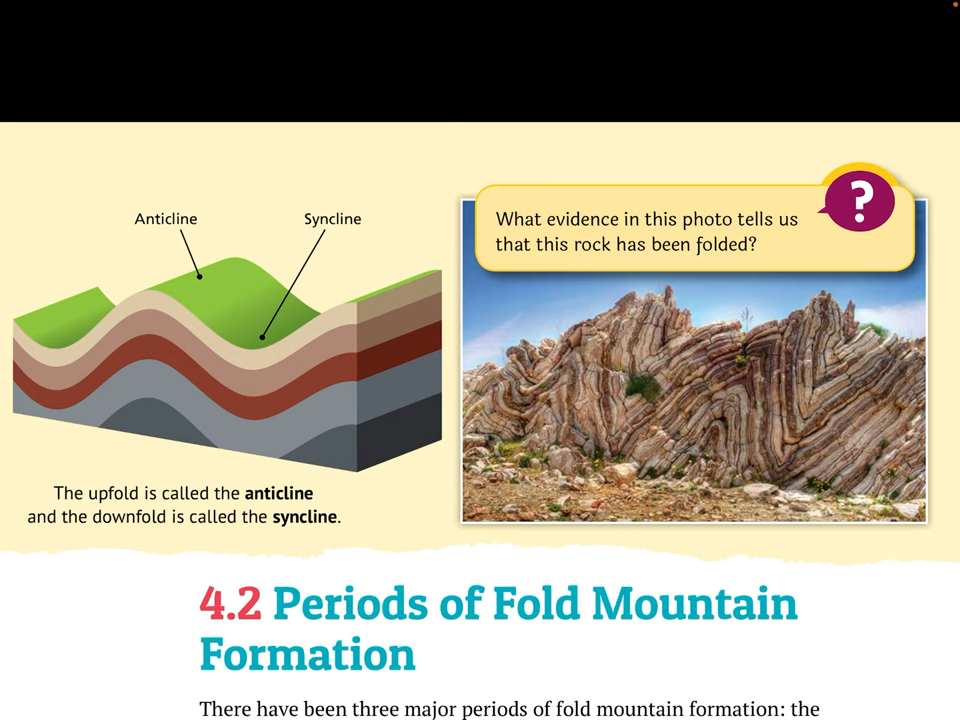 Anticline
Syncline
The upfold is called the anticline
and the downfold is called the syncline.
?
What evidence in this photo tells us
that this rock has been folded?
4.2 Periods of Fold Mountain
Formation
There have been three major periods of fold mountain formation: the